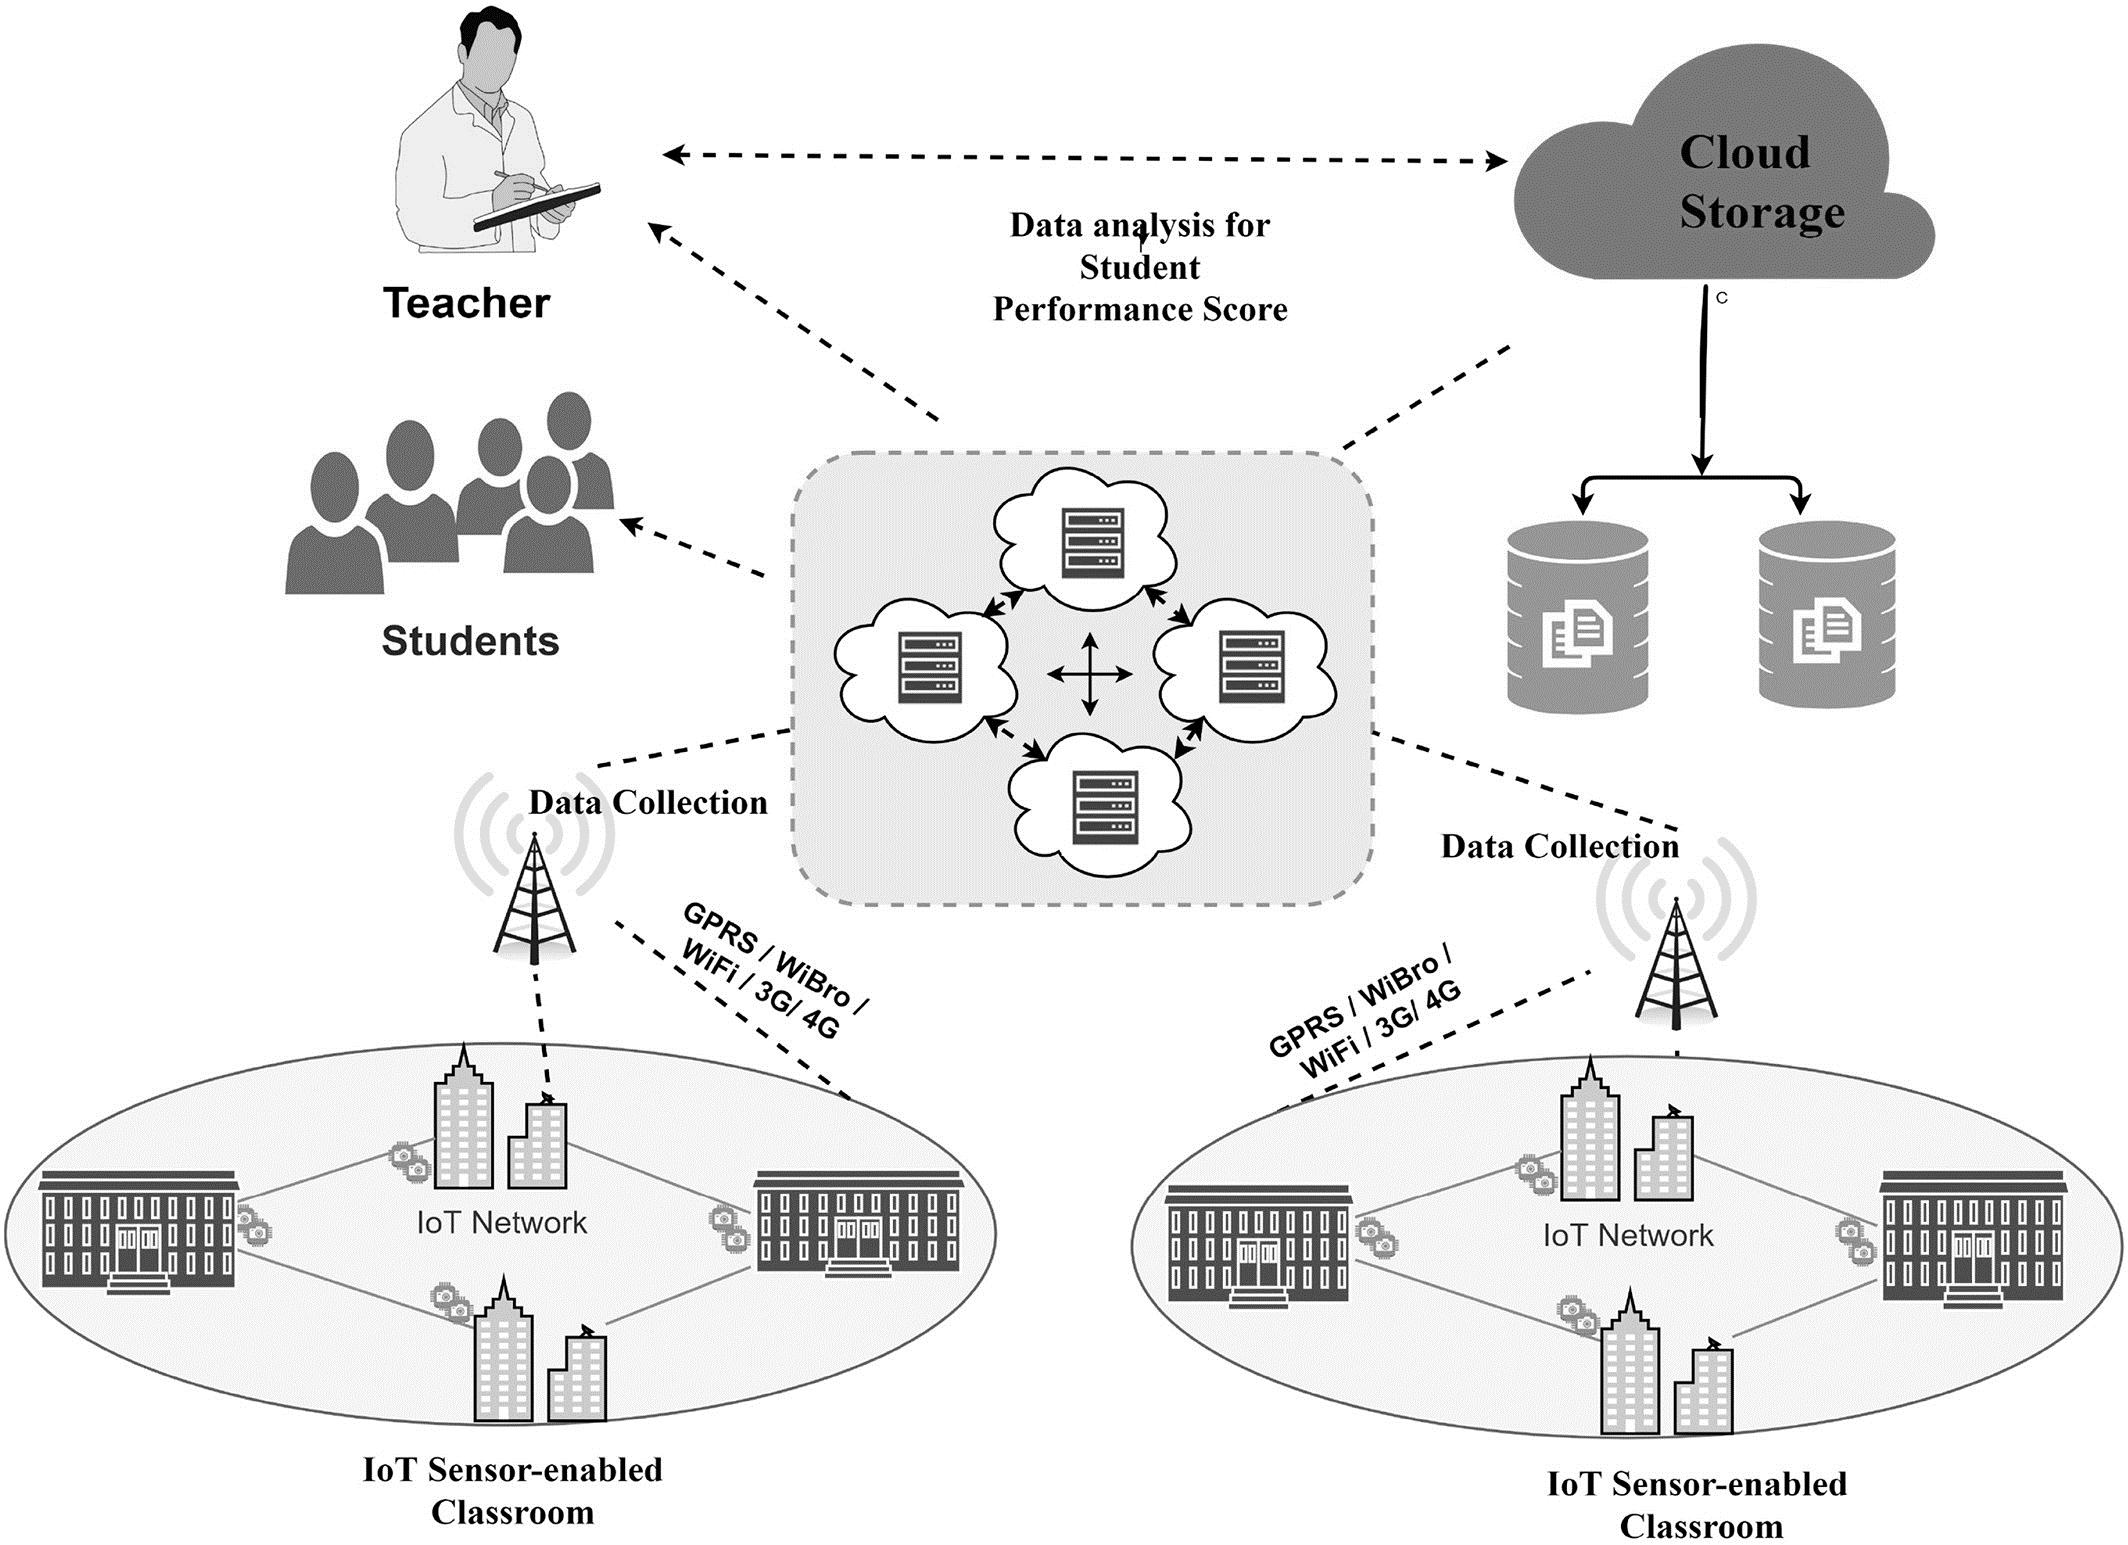 Cloud
Storage
Data analysis for
Student
Performance Score
Teacher
C
Students
Data Collection
Data Collection
GPRS / WiBro /
WiFi / 3G/ 4G
GPRS / WiBro /
WiFi / 3G/ 4G
IoT Network
IoT Network
IoT Sensor-enabled
Classroom
IoT Sensor-enabled
Classroom